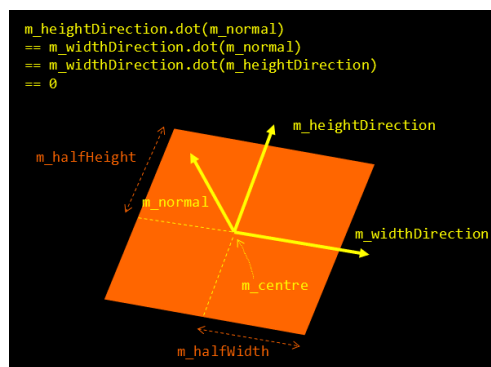 m_heightDirection.dot(m_normal)
== m_widthDirection.dot(m_normal)
== m_widthDirection.dot(m_heightDirection)
== 0
m_heightDirection
m_halfHeight
m_normal
m_widthDirection
m_centre
m_halfWidth